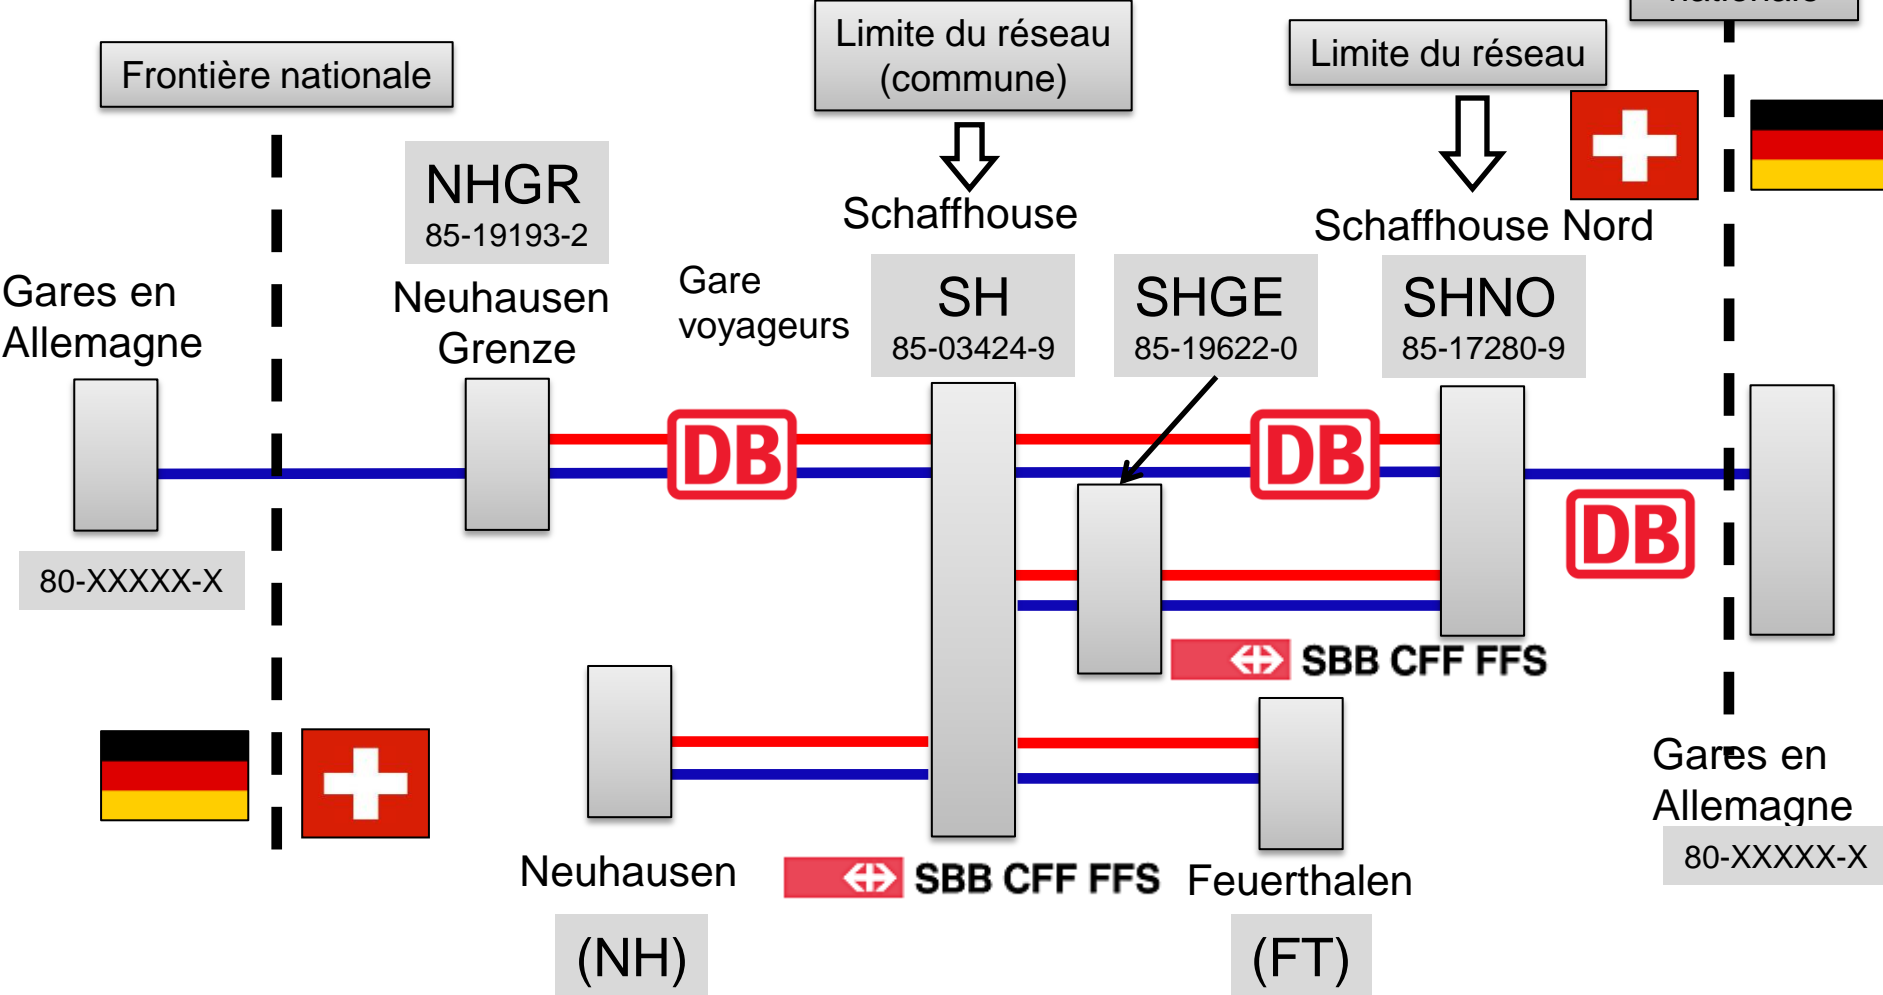 nationale
Limite du réseau
(commune)
Limite du réseau
Frontière nationale
NHGR
85-19193-2
Schaffhouse
Schaffhouse Nord
Gares en
Allemagne
Neuhausen
Grenze
Gare
voyageurs
SH
85-03424-9
SHGE
85-19622-0
SHNO
85-17280-9
DB
DB
DB
80-XXXXX-X
SBB CFF FFS
Gares en
Allemagne
80-XXXXX-X
Neuhausen
SBB CFF FFS
Feuerthalen
(NH)
(FT)